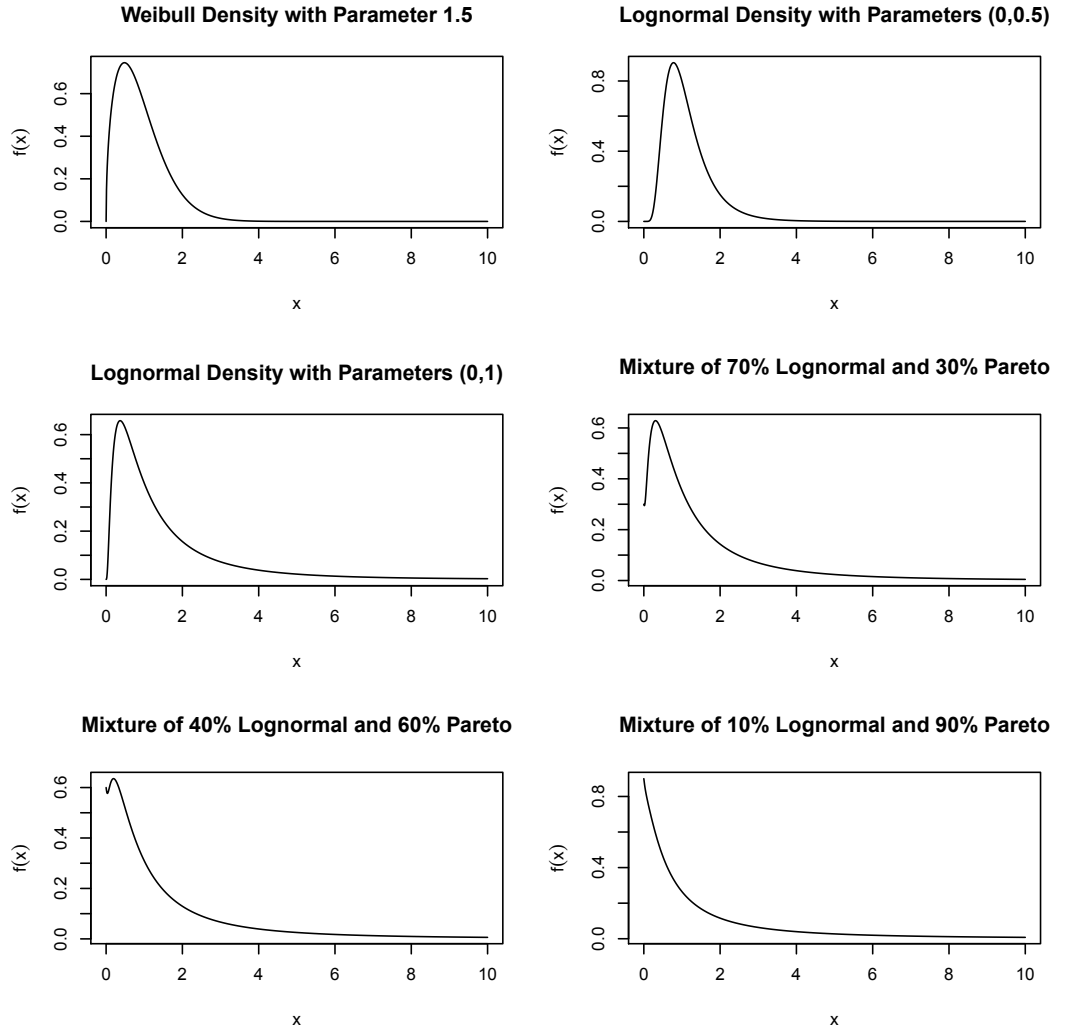 Weibull Density with Parameter 1.5
f(x)
0.0 0.2 0.4 0.6
0 2 4 6 8 10
x
Lognormal Density with Parameters (0,0.5)
f(x)
0.0 0.4 0.8
0 2 4 6 8 10
x
Lognormal Density with Parameters (0,1)
f(x)
0.0 0.2 0.4 0.6
0 2 4 6 8 10
x
Mixture of 70% Lognormal and 30% Pareto
f(x)
0.0 0.2 0.4 0.6
0 2 4 6 8 10
x
Mixture of 40% Lognormal and 60% Pareto
f(x)
0.0 0.2 0.4 0.6
0 2 4 6 8 10
x
Mixture of 10% Lognormal and 90% Pareto
f(x)
0.0 0.4 0.8
0 2 4 6 8 10
x